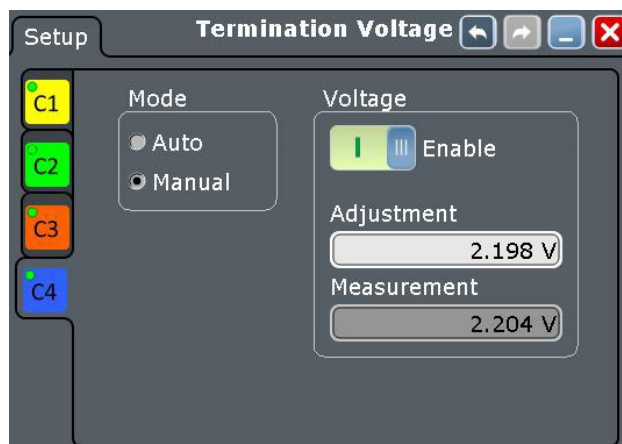 Setup
Termination Voltage
C1
C2
C3
C4
Mode
Auto
Manual
Voltage
Enable
Adjustment
2.198 V
Measurement
2.204 V